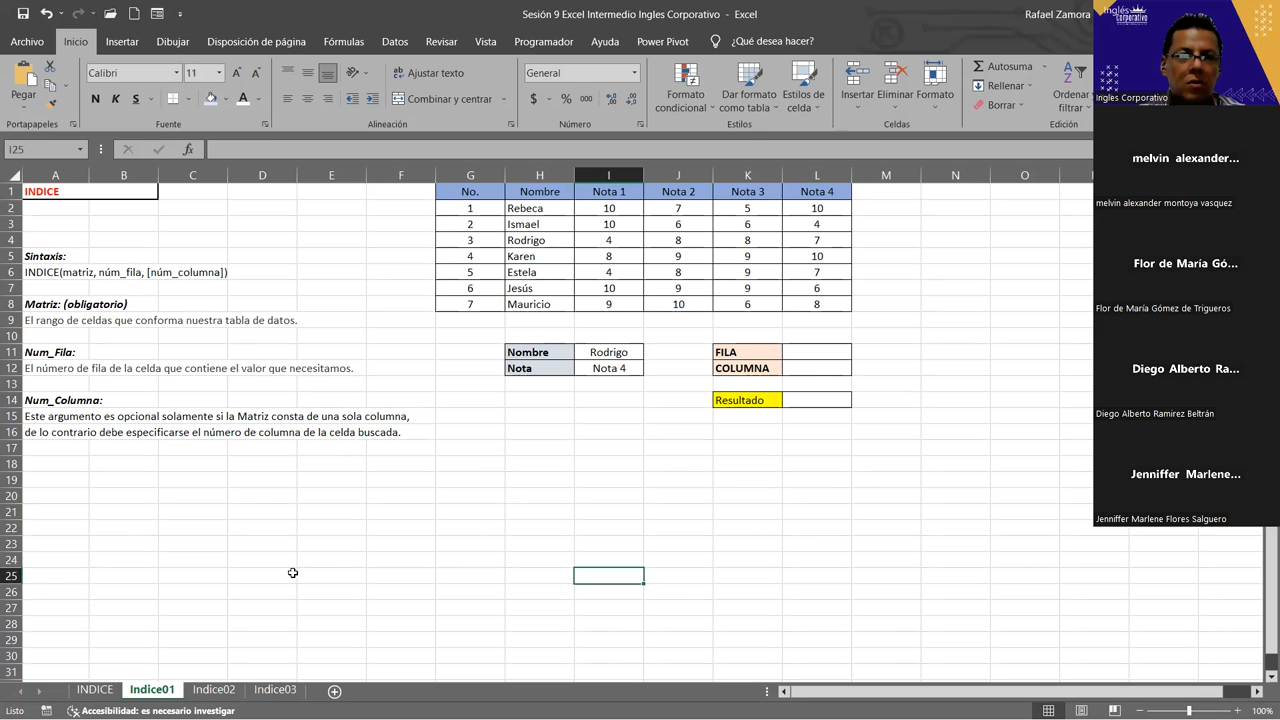 Sesión 9 Excel Intermedio Ingles Corporativo - Excel
Rafael Zamora
Archivo Inicio Insertar Dibujar Disposición de página Fórmulas Datos Revisar Vista Programador Ayuda Power Pivot ¿Qué desea hacer?
Pegar
Calibri 11
N K S A
Ajustar texto
Combinar y centrar
General
$ % 000
Formato condicional
Dar formato como tabla
Estilos de celda
Insertar Eliminar Formato
Autosuma
Rellenar
Borrar
Ordenar
filtrar
Portapapeles Fuente Alineación Número Estilos Celdas Edición
I25 fx
A B C D E F G H I J K L M N O
INDICE
No. Nombre Nota 1 Nota 2 Nota 3 Nota 4
1 Rebeca 10 7 5 10
2 Ismael 10 6 6 4
3 Rodrigo 4 8 8 7
4 Karen 8 9 9 10
5 Estela 4 8 9 7
6 Jesús 10 9 9 6
7 Mauricio 9 10 6 8
Sintaxis:
INDICE(matriz, núm_fila, [núm_columna])
Matriz: (obligatorio)
El rango de celdas que conforma nuestra tabla de datos.
Num_Fila:
El número de fila de la celda que contiene el valor que necesitamos.
Nombre Rodrigo
Nota Nota 4
FILA
COLUMNA
Num_Columna:
Resultado
Este argumento es opcional solamente si la Matriz consta de una sola columna,
de lo contrario debe especificarse el número de columna de la celda buscada.
1
2
3
4
5
6
7
8
9
10
11
12
13
14
15
16
17
18
19
20
21
22
23
24
25
26
27
28
29
30
31
INDICE Indice01 Indice02 Indice03
Listo Accesibilidad: es necesario investigar 100%
Inglés
Corporativo
Ingles Corporativo
melvin alexander...
melvin alexander montoya vasquez
Flor de María Gó...
Flor de María Gómez de Trigueros
Diego Alberto Ra...
Diego Alberto Ramirez Beltrán
Jenniffer Marlene...
Jenniffer Marlene Flores Salguero